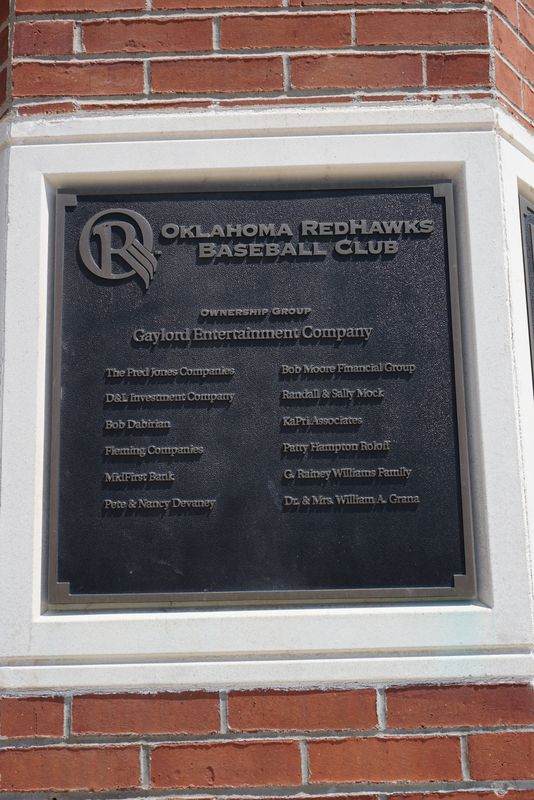 R
OKLAHOMA REDHAWKS
BASEBALL CLUB
OWNERSHIP GROUP
Gaylord Entertainment Company
The Fred Jones Companies
D&L Investment Company
Bob Dabirian
Fleming Companies
MidFirst Bank
Pete & Nancy Devaney
Bob Moore Financial Group
Randall & Sally Mock
KaPri Associates
Patty Hampton Roloff
G. Rainey Williams Family
Dr. & Mrs. William A. Grana